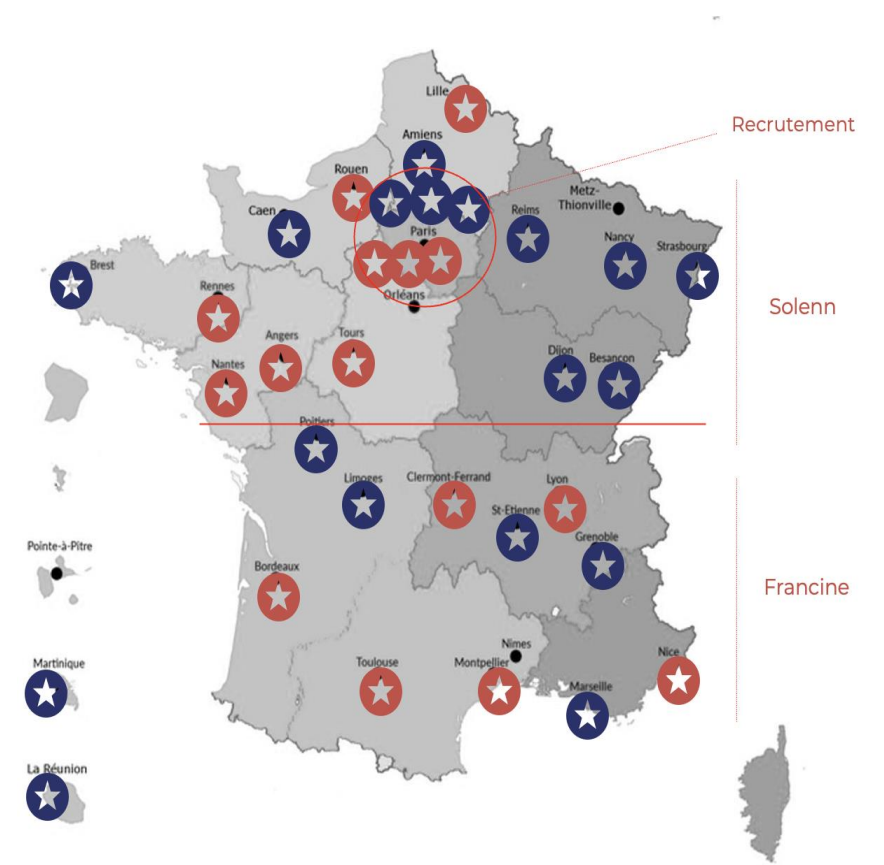 Lille
Recrutement
Amiens
Rouen
Metz-
Thionville
Caen
Reims
Paris
Nancy
Strasbourg
Brest
Rennes
Orléans
Solenn
Angers
Tours
Nantes
Dijon
Besançon
Poitiers
Limoges
Clermont-Ferrand
Lyon
St-Etienne
Grenoble
Pointe-à-Pitre
Bordeaux
Francine
Nimes
Martinique
Toulouse
Montpellier
Nice
Marseille
La Réunion